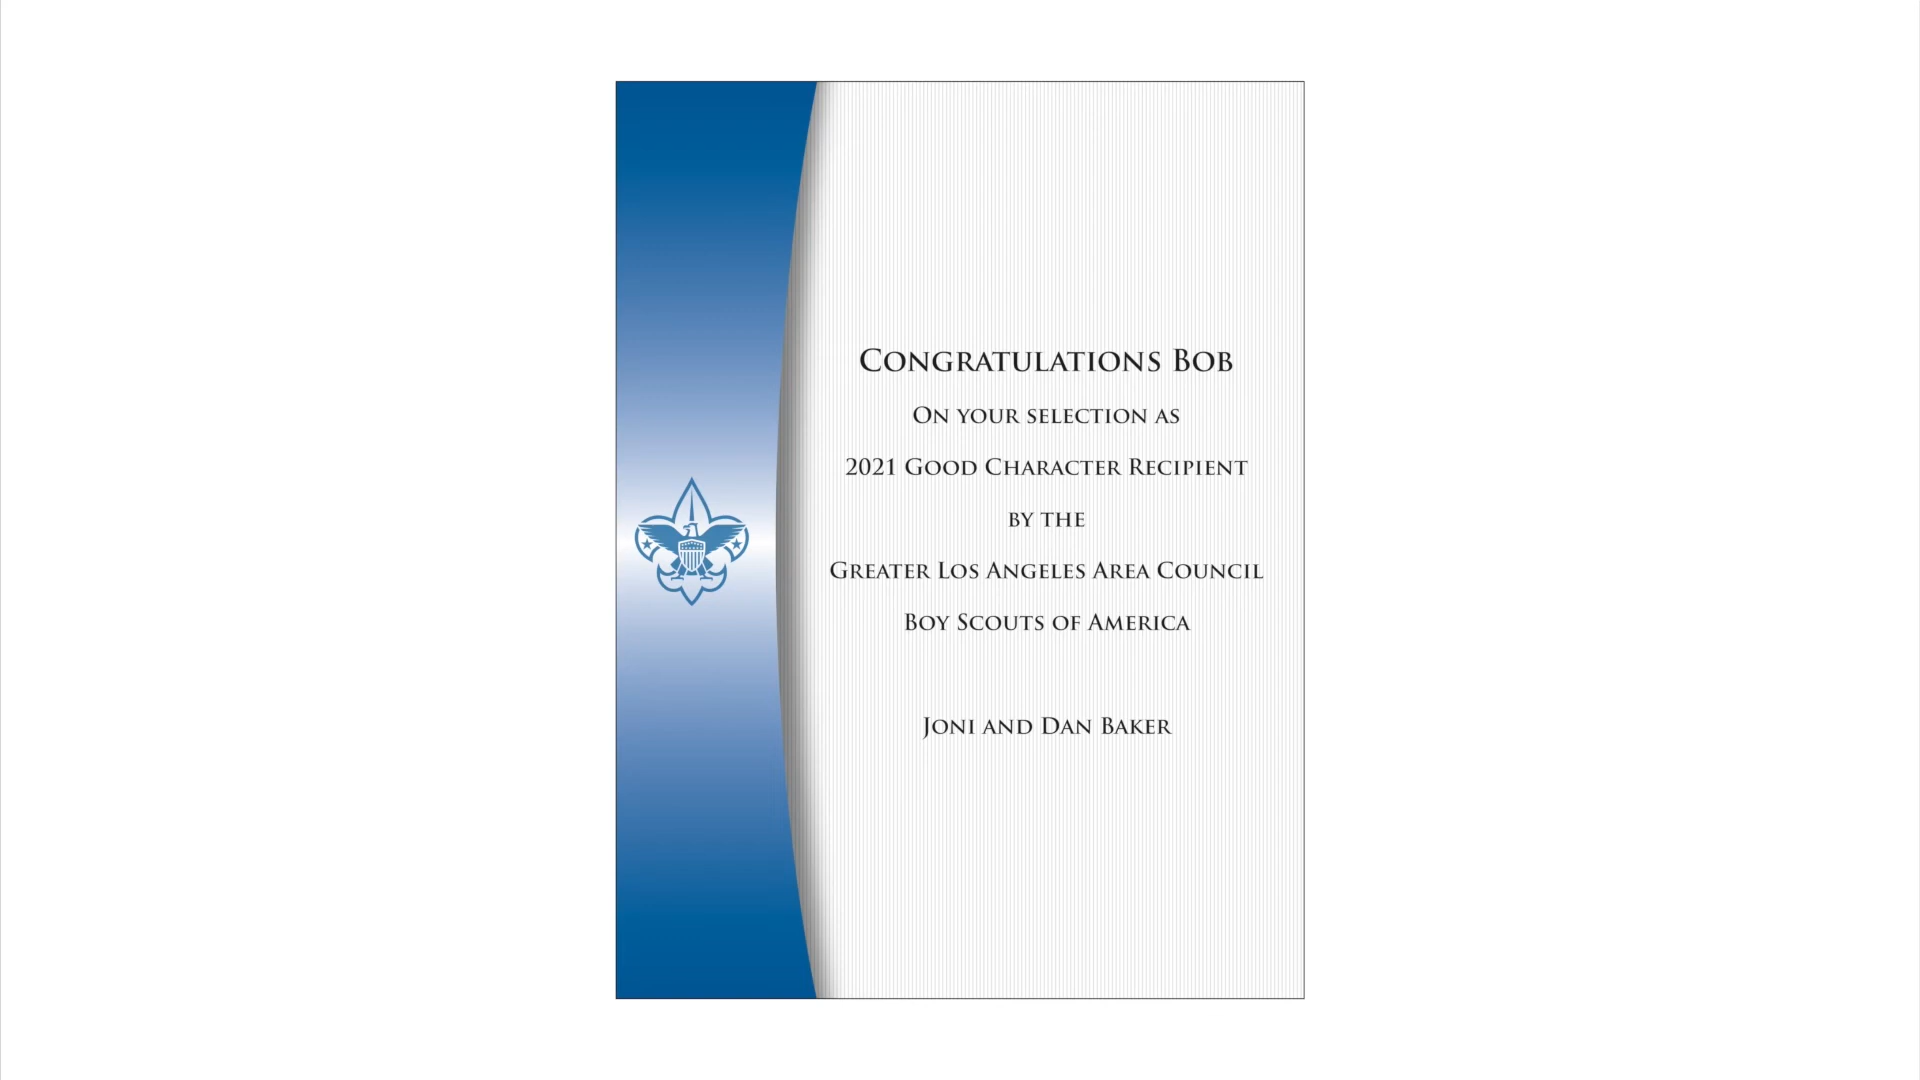 Congratulations Bob
On your selection as
2021 Good Character Recipient
by the
Greater Los Angeles Area Council
Boy Scouts of America
Joni and Dan Baker